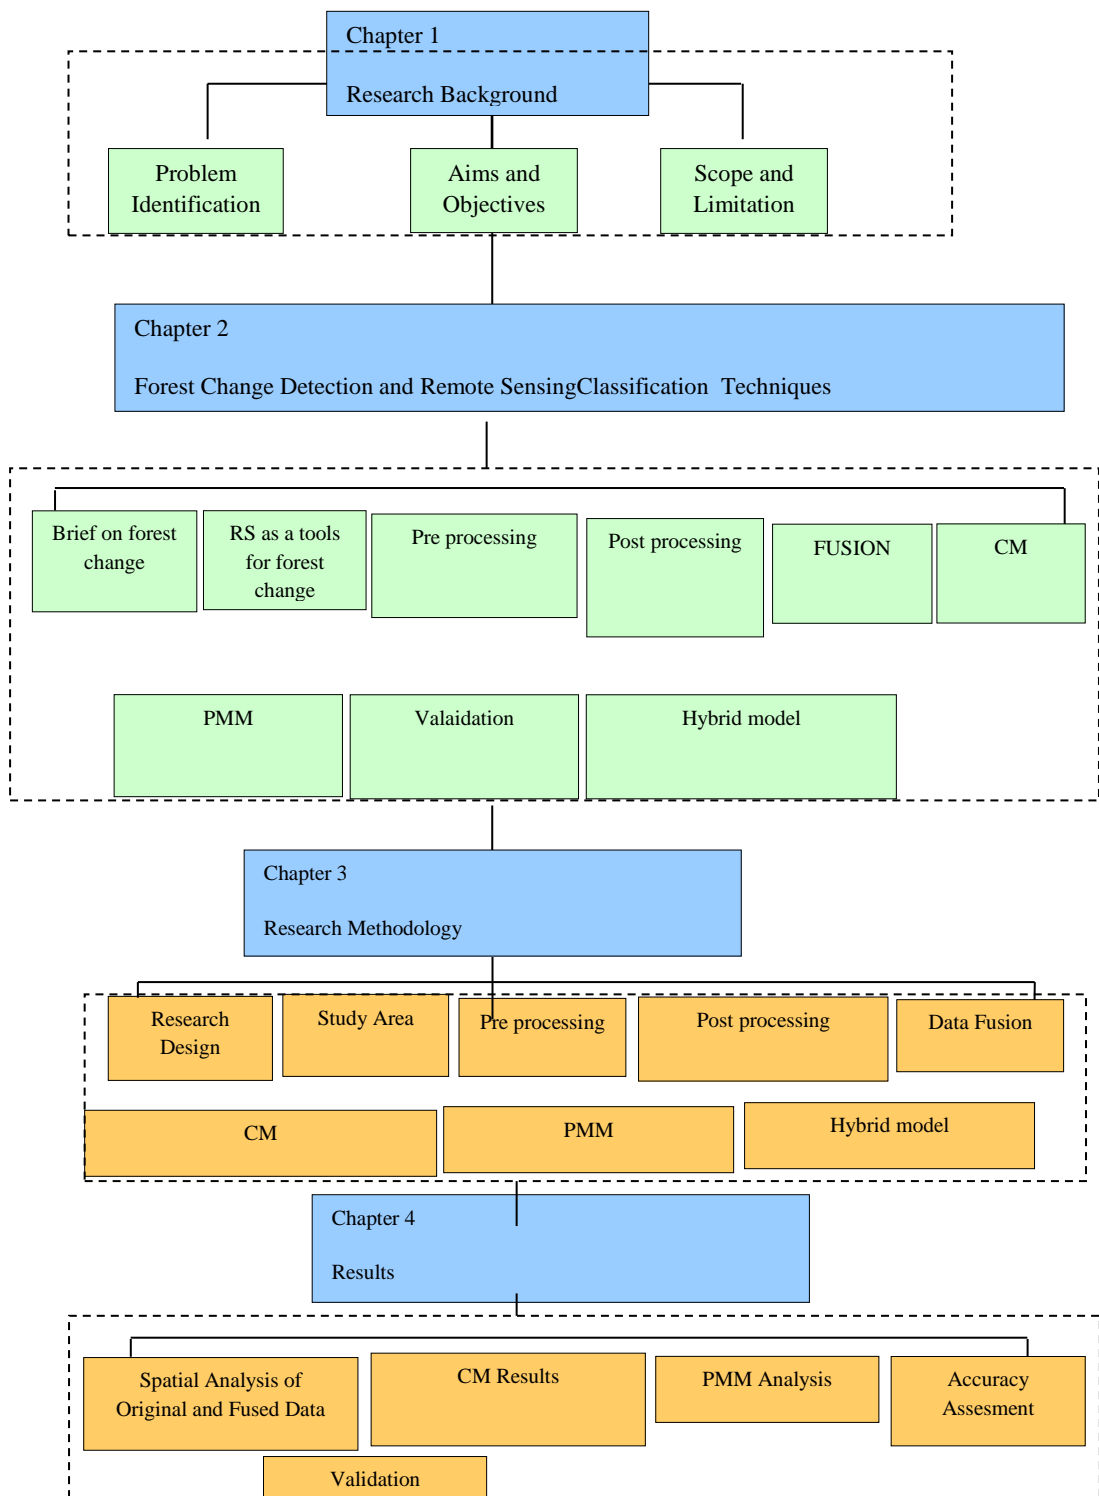 Chapter 1
Research Background
Problem
Identification
Aims and
Objectives
Scope and
Limitation
Chapter 2
Forest Change Detection and Remote SensingClassification  Techniques
Brief on forest
change
RS as a tools
for forest
change
Pre processing
Post processing
FUSION
CM
PMM
Valaidation
Hybrid model
Chapter 3
Research Methodology
Research
Design
Study Area
Pre processing
Post processing
Data Fusion
CM
PMM
Hybrid model
Chapter 4
Results
Spatial Analysis of
Original and Fused Data
CM Results
PMM Analysis
Accuracy
Assesment
Validation